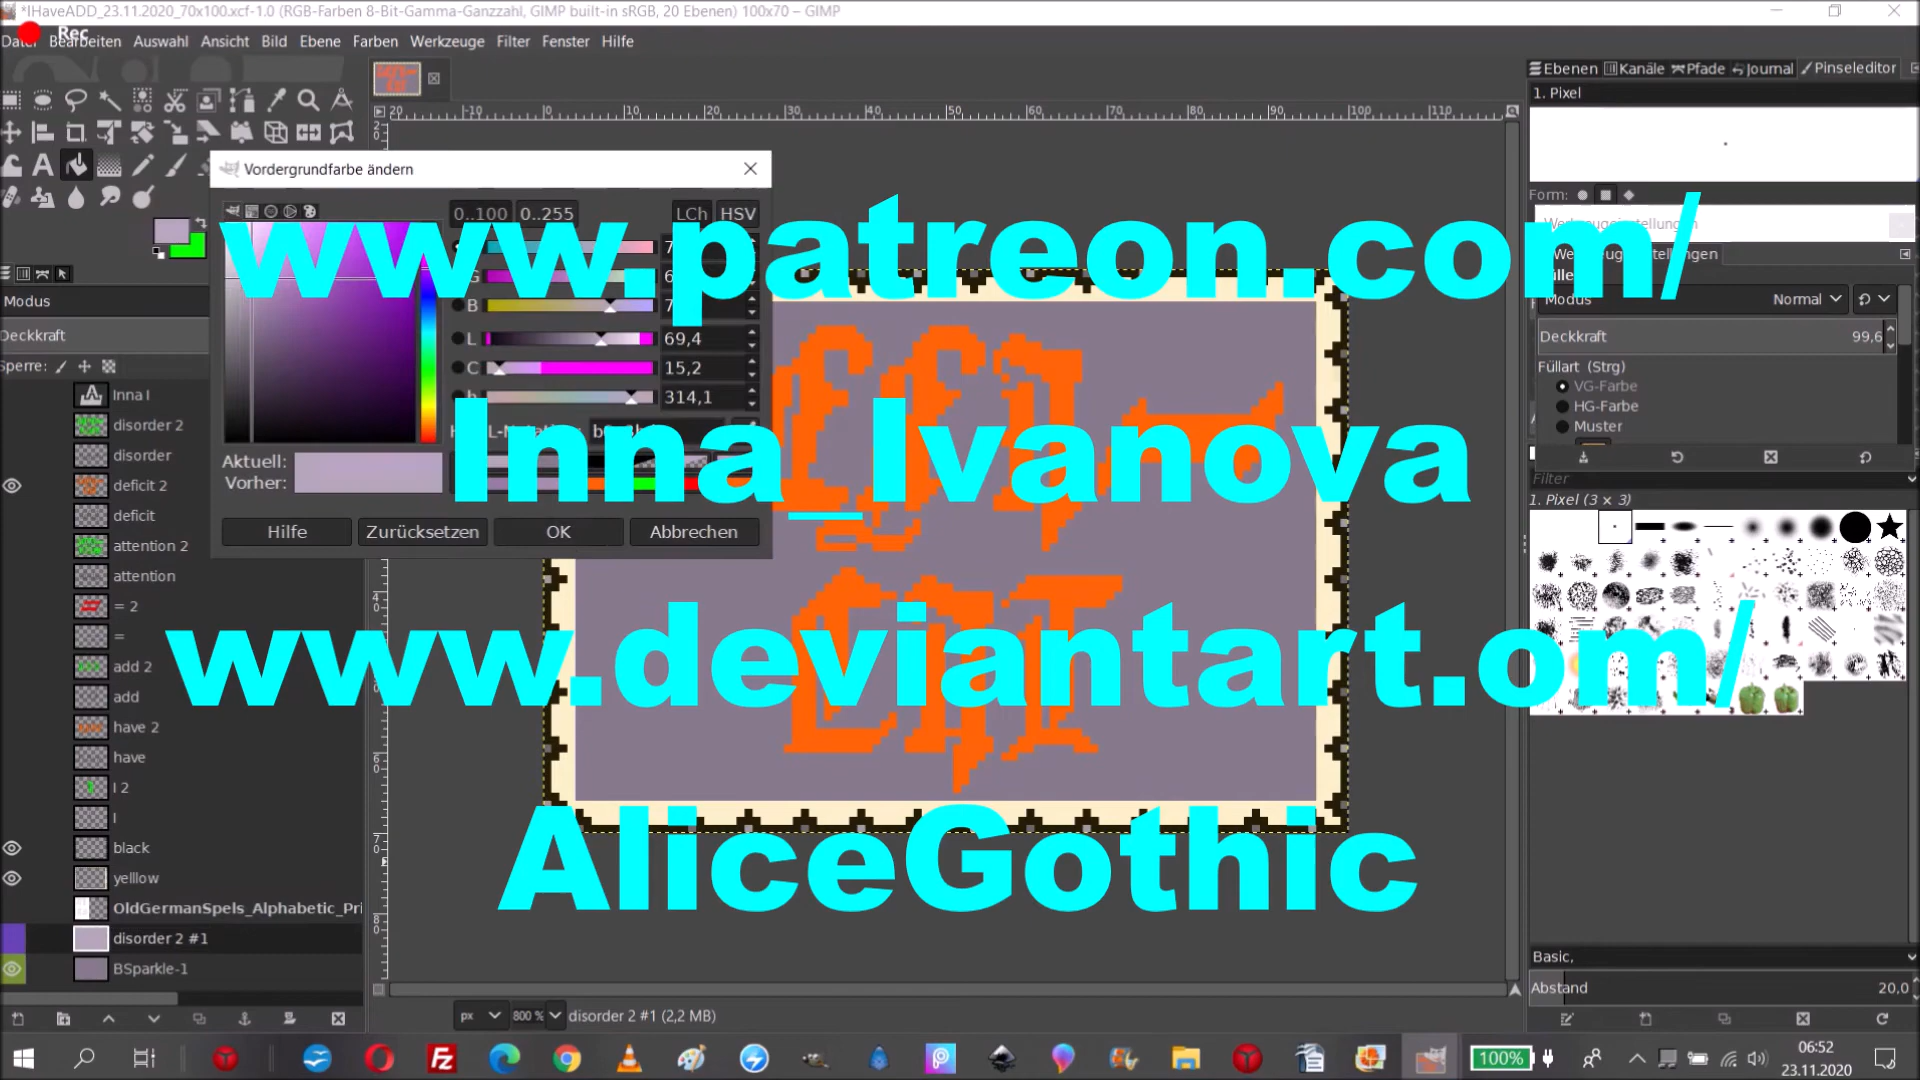 *IHaveADD_23.11.2020_70x100.xcf-1.0 (RGB-Farben 8-Bit-Gamma-Ganzzahl, GIMP built-in sRGB, 20 Ebenen) 100x70 – GIMP
Rec
Datei Bearbeiten Auswahl Ansicht Bild Ebene Farben Werkzeuge Filter Fenster Hilfe
Ebenen Kanäle Pfade Journal Pinseleditor
1. Pixel
Vordergrundfarbe ändern
Form:
0..100 0..255 LCh HSV
www.patreon.com/
Modus
Modus Normal
B
L 69,4
C 15,2
314,1
Deckkraft
Deckkraft 99,6
Sperre:
Füllart (Strg)
VG-Farbe
HG-Farbe
Muster
Inna_Ivanova
Aktuell:
Vorher:
Hilfe Zurücksetzen OK Abbrechen
Filter
1. Pixel (3 × 3)
Inna I
disorder 2
disorder
deficit 2
deficit
attention 2
attention
= 2
=
add 2
add
have 2
have
I 2
I
black
yelllow
OldGermanSpels_Alphabetic_Pri
disorder 2 #1
BSparkle-1
www.deviantart.om/
AliceGothic
Basic,
Abstand 20,0
px 800 % disorder 2 #1 (2,2 MB)
100%
06:52
23.11.2020